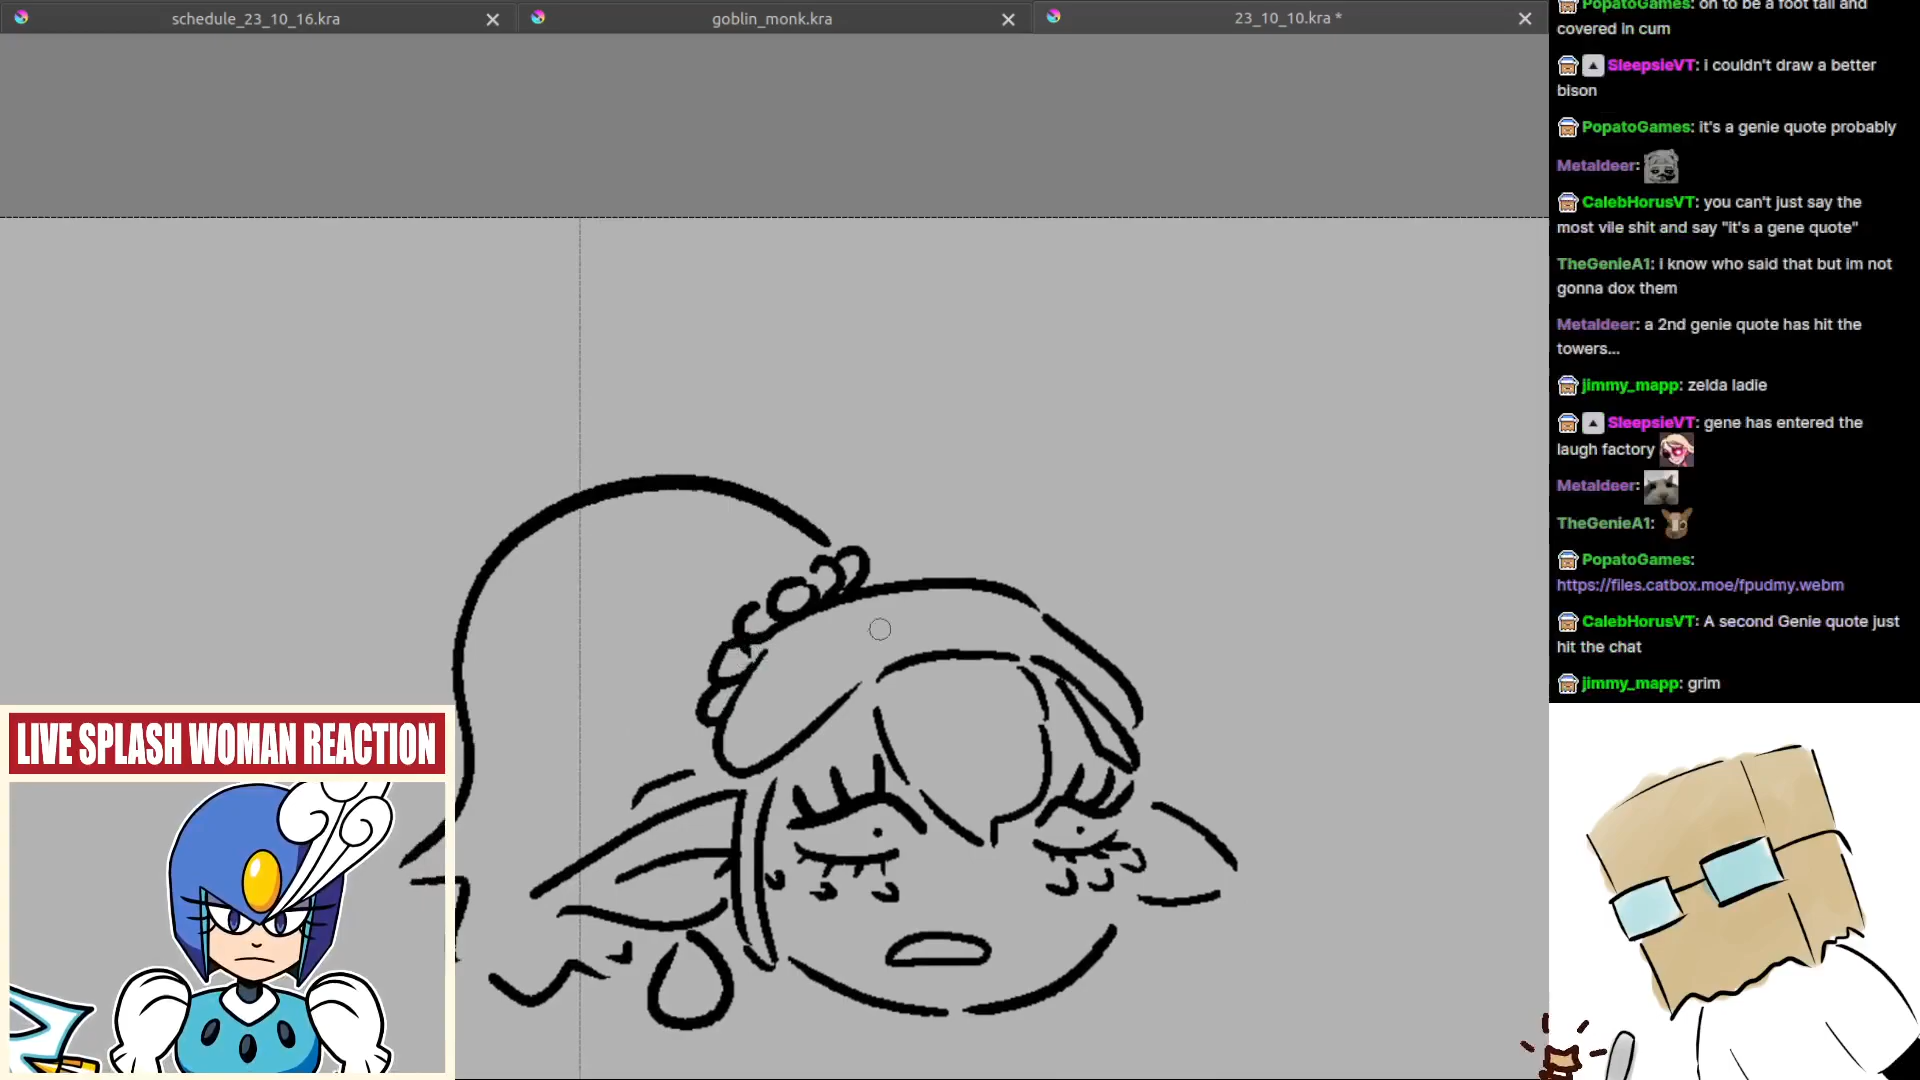 schedule_23_10_16.kra
goblin_monk.kra
23_10_10.kra *
PopatoGames: on to be a foot tall and
covered in cum
SleepsieVT: i couldn't draw a better
bison
PopatoGames: it's a genie quote probably
Metaldeer:
CalebHorusVT: you can't just say the
most vile shit and say "it's a gene quote"
TheGenieA1: i know who said that but im not
gonna dox them
Metaldeer: a 2nd genie quote has hit the
towers...
jimmy_mapp: zelda ladie
SleepsieVT: gene has entered the
laugh factory
Metaldeer:
TheGenieA1:
PopatoGames:
https://files.catbox.moe/fpudmy.webm
CalebHorusVT: A second Genie quote just
hit the chat
jimmy_mapp: grim
LIVE SPLASH WOMAN REACTION